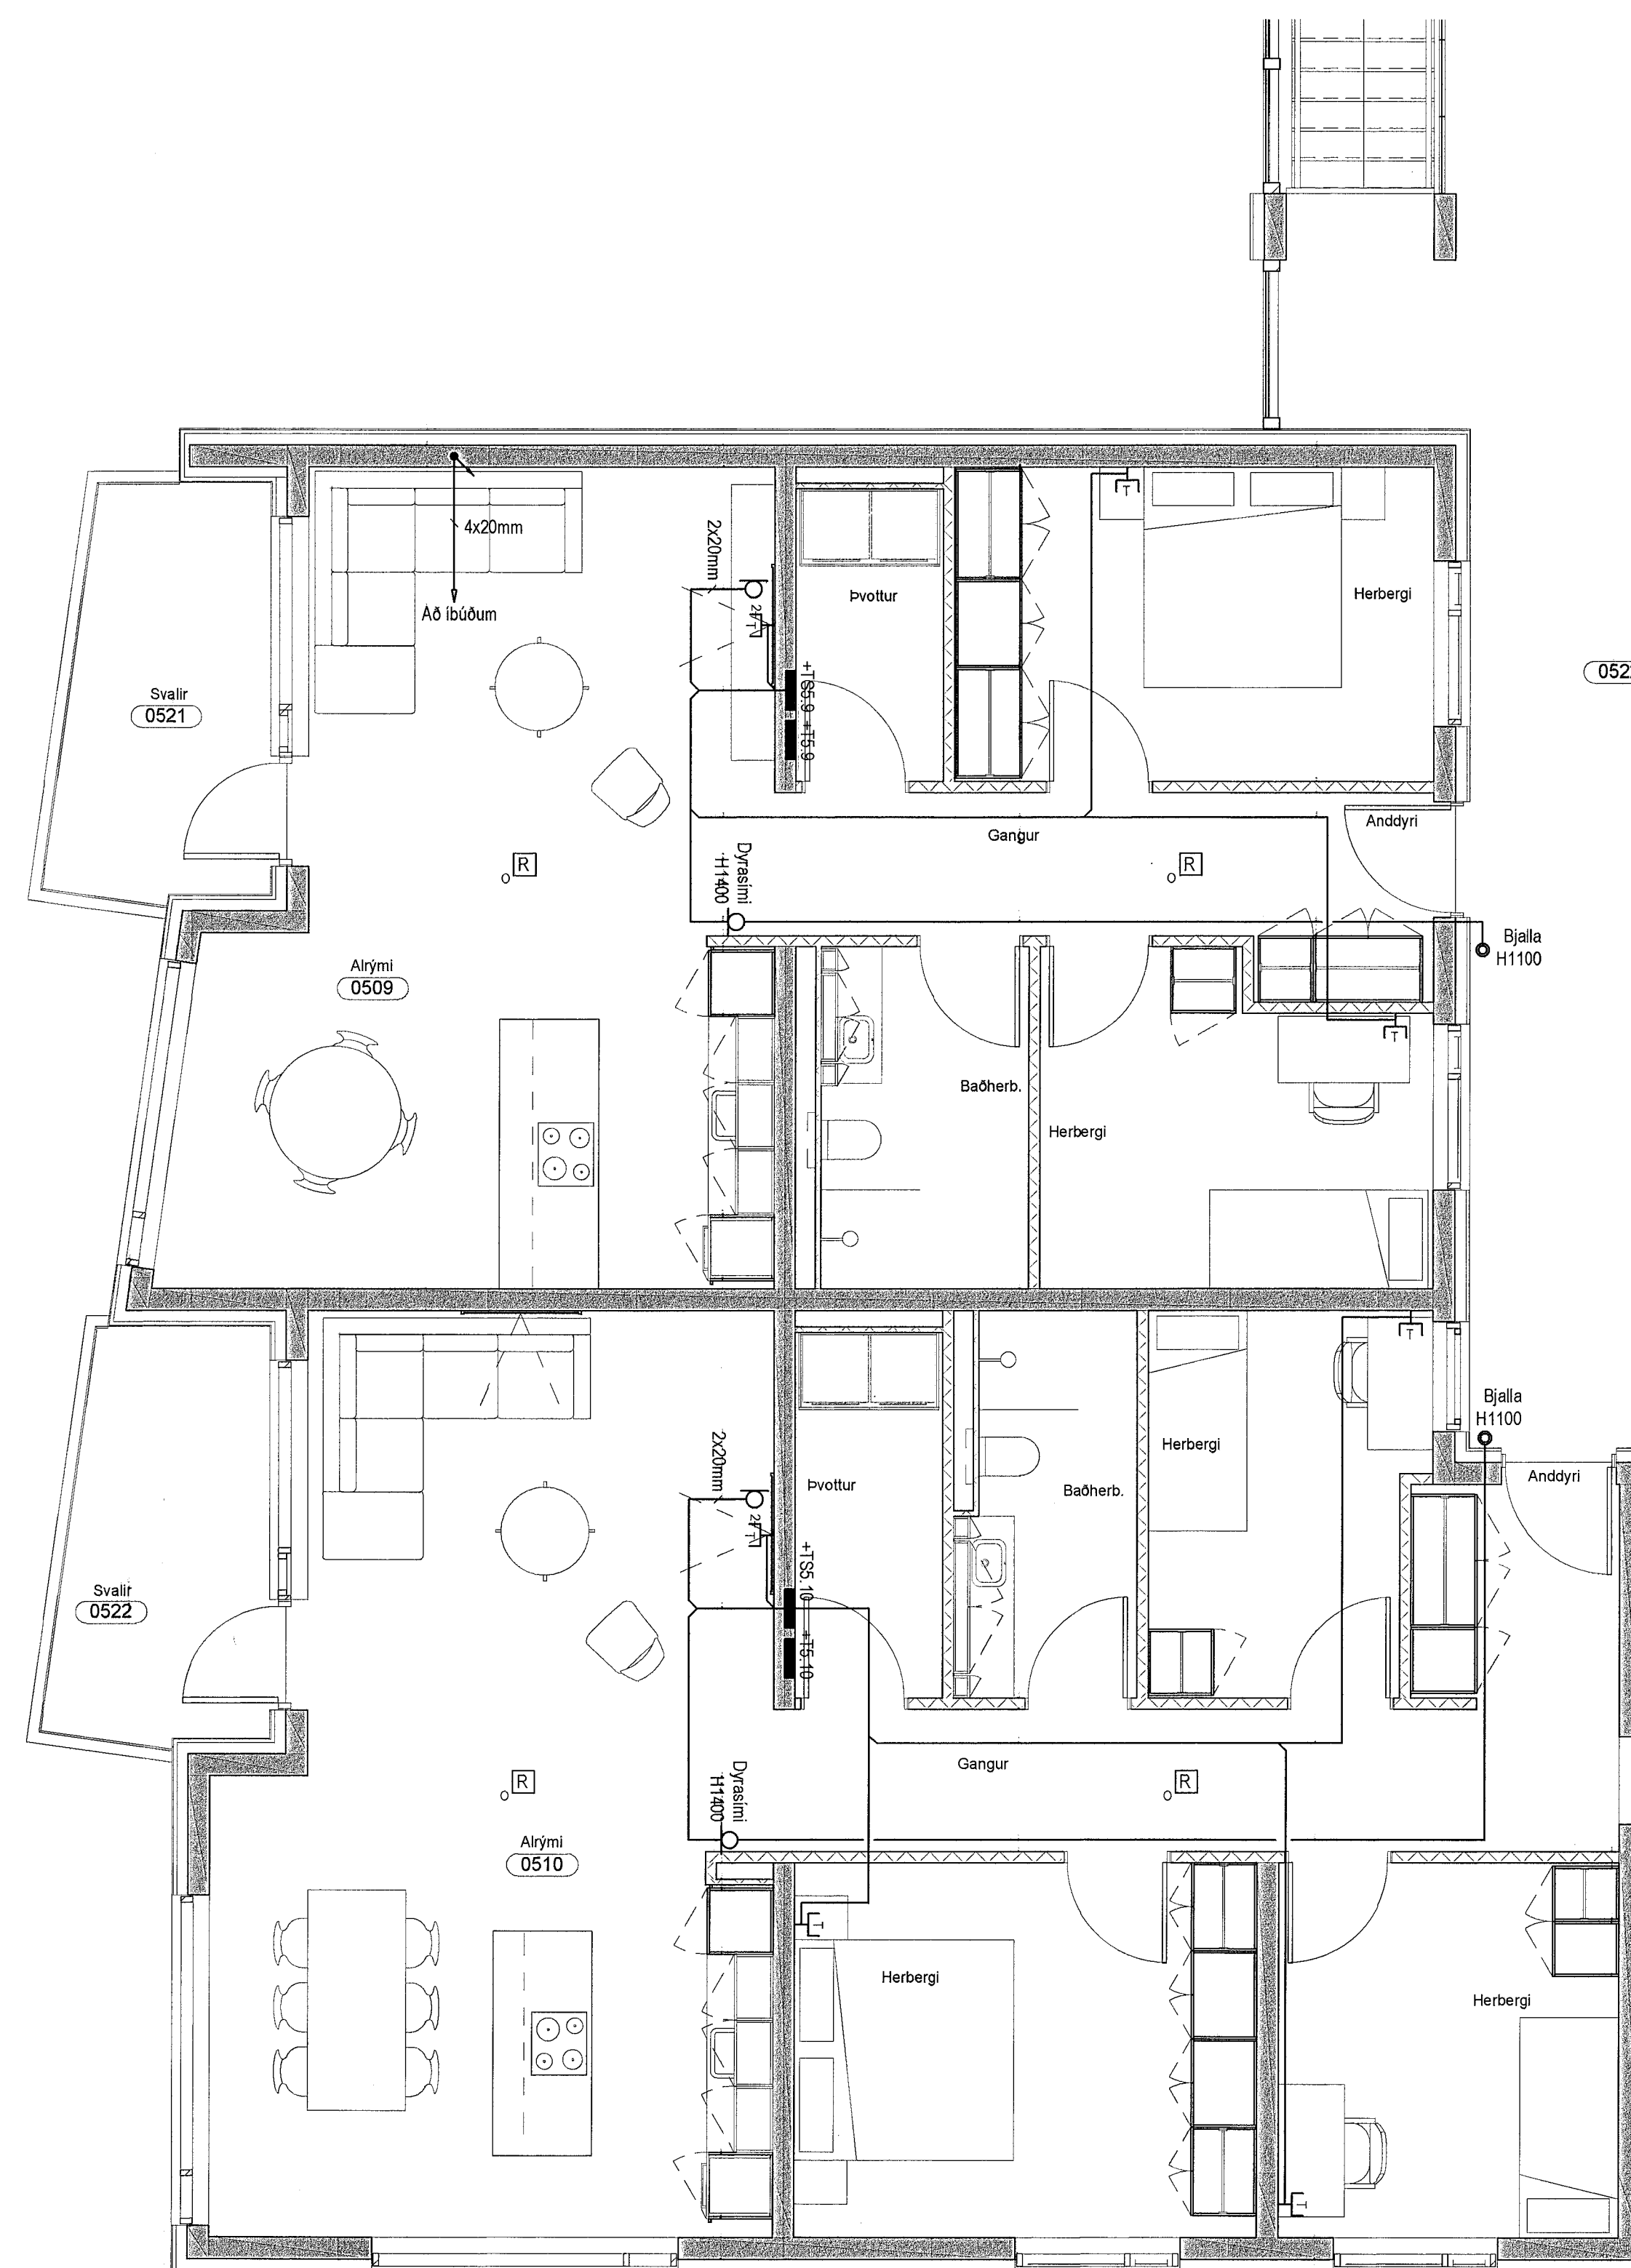 4x20mm
Að íbúðum
2x20mm
2
T
T
Þvottur
Herbergi
Svalir
0521
+TS5.9
+T5.9
Anddyri
Gangur
R
R
Dyrasími
H1400
Bjalla
H1100
Alrými
0509
T
Baðherb.
Herbergi
T
Bjalla
H1100
2x20mm
2
T
Þvottur
Herbergi
Baðherb.
Anddyri
+TS5.10
+T5.10
Svalir
0522
Gangur
R
R
Dyrasími
H1400
Alrými
0510
T
Herbergi
Herbergi
T